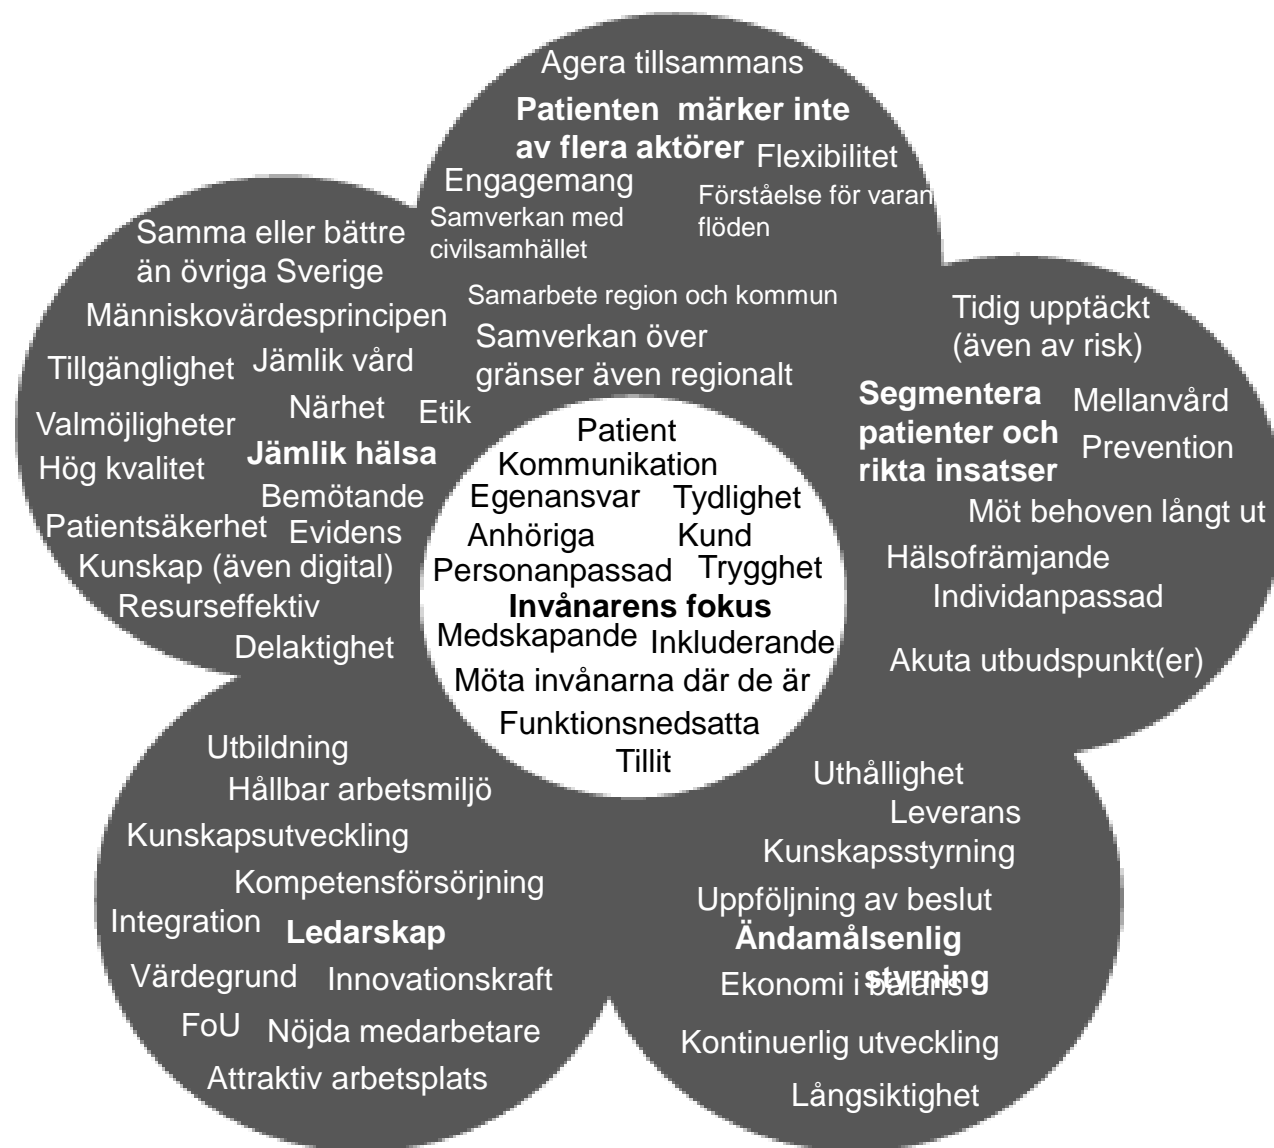 Agera tillsammans
Patienten märker inte
av flera aktörer
Flexibilitet
Engagemang
Förståelse för varan
flöden
Samverkan med
civilsamhället
Samarbete region och kommun
Samverkan över
gränser även regionalt
Samma eller bättre
än övriga Sverige
Människovärdesprincipen
Tillgänglighet
Jämlik vård
Närhet
Etik
Valmöjligheter
Jämlik hälsa
Hög kvalitet
Bemötande
Patientsäkerhet
Evidens
Kunskap (även digital)
Resurseffektiv
Delaktighet
Tidig upptäckt
(även av risk)
Segmentera
patienter och
rikta insatser
Mellanvård
Prevention
Möt behoven långt ut
Hälsofrämjande
Individanpassad
Akuta utbudspunkt(er)
Patient
Kommunikation
Egenansvar
Tydlighet
Anhöriga
Kund
Personanpassad
Trygghet
Invånarens fokus
Medskapande
Inkluderande
Möta invånarna där de är
Funktionsnedsatta
Tillit
Utbildning
Hållbar arbetsmiljö
Kunskapsutveckling
Kompetensförsörjning
Integration
Ledarskap
Värdegrund
Innovationskraft
FoU
Nöjda medarbetare
Attraktiv arbetsplats
Uthållighet
Leverans
Kunskapsstyrning
Uppföljning av beslut
Ändamålsenlig
styrning
Ekonomi i balans
Kontinuerlig utveckling
Långsiktighet